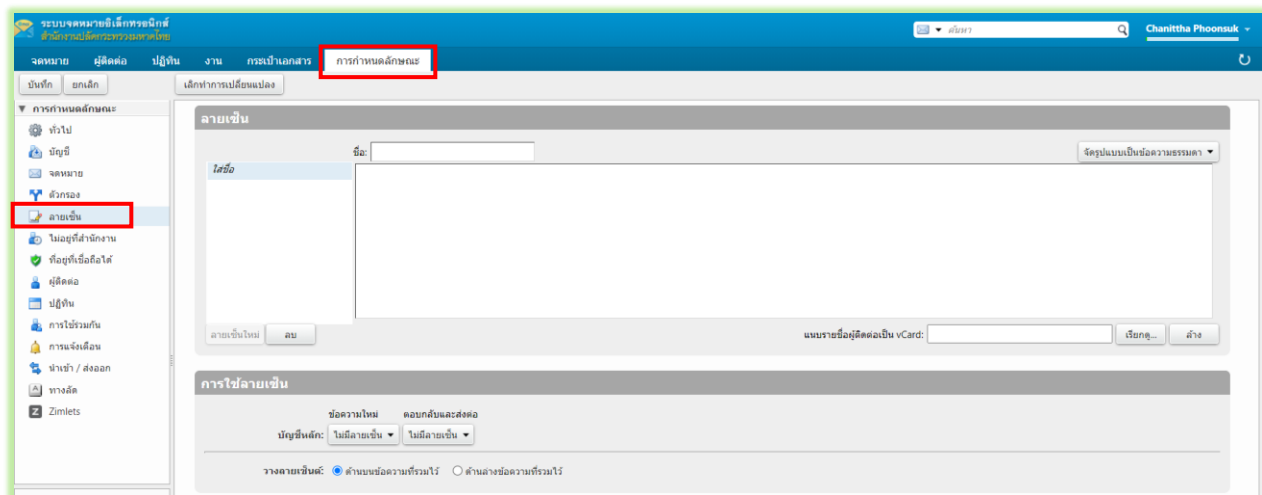 ระบบจดหมายอิเล็กทรอนิกส์
สำนักงานปลัดกระทรวงมหาดไทย
ค้นหา
Chanittha Phoonsuk
จดหมาย ผู้ติดต่อ ปฏิทิน งาน กระเป๋าเอกสาร การกำหนดลักษณะ
บันทึก ยกเลิก เลิกทำการเปลี่ยนแปลง
การกำหนดลักษณะ
ทั่วไป
บัญชี
จดหมาย
ตัวกรอง
ลายเซ็น
ไม่อยู่ที่สำนักงาน
ที่อยู่ที่เชื่อถือได้
ผู้ติดต่อ
ปฏิทิน
การใช้ร่วมกัน
การแจ้งเตือน
นำเข้า / ส่งออก
ทางลัด
Zimlets
ลายเซ็น
ชื่อ:
จัดรูปแบบเป็นข้อความธรรมดา
ใส่ชื่อ
ลายเซ็นใหม่ ลบ
แนบรายชื่อผู้ติดต่อเป็น vCard:
เรียกดู... ล้าง
การใช้ลายเซ็น
ข้อความใหม่ ตอบกลับและส่งต่อ
บัญชีหลัก: ไม่มีลายเซ็น ไม่มีลายเซ็น
วางลายเซ็นต์: ด้านบนข้อความที่รวมไว้ ด้านล่างข้อความที่รวมไว้